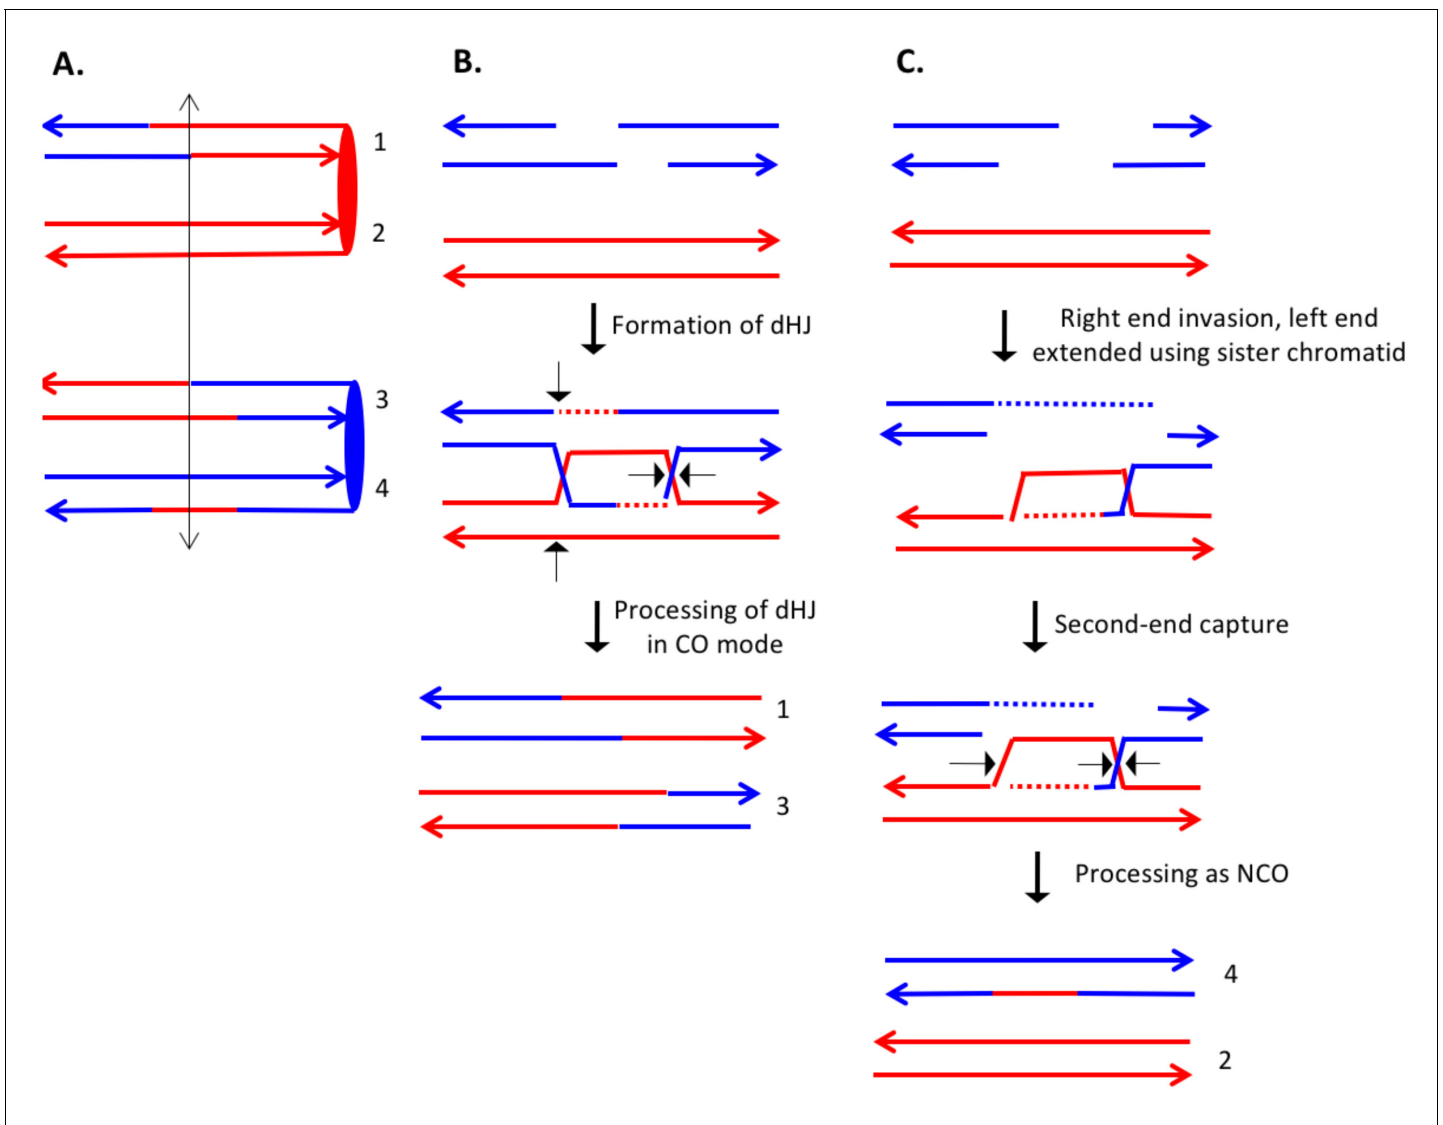 A.
1
2
3
4
B.
Formation of dHJ
Processing of dHJ
in CO mode
1
3
C.
Right end invasion, left end
extended using sister chromatid
Second-end capture
Processing as NCO
4
2